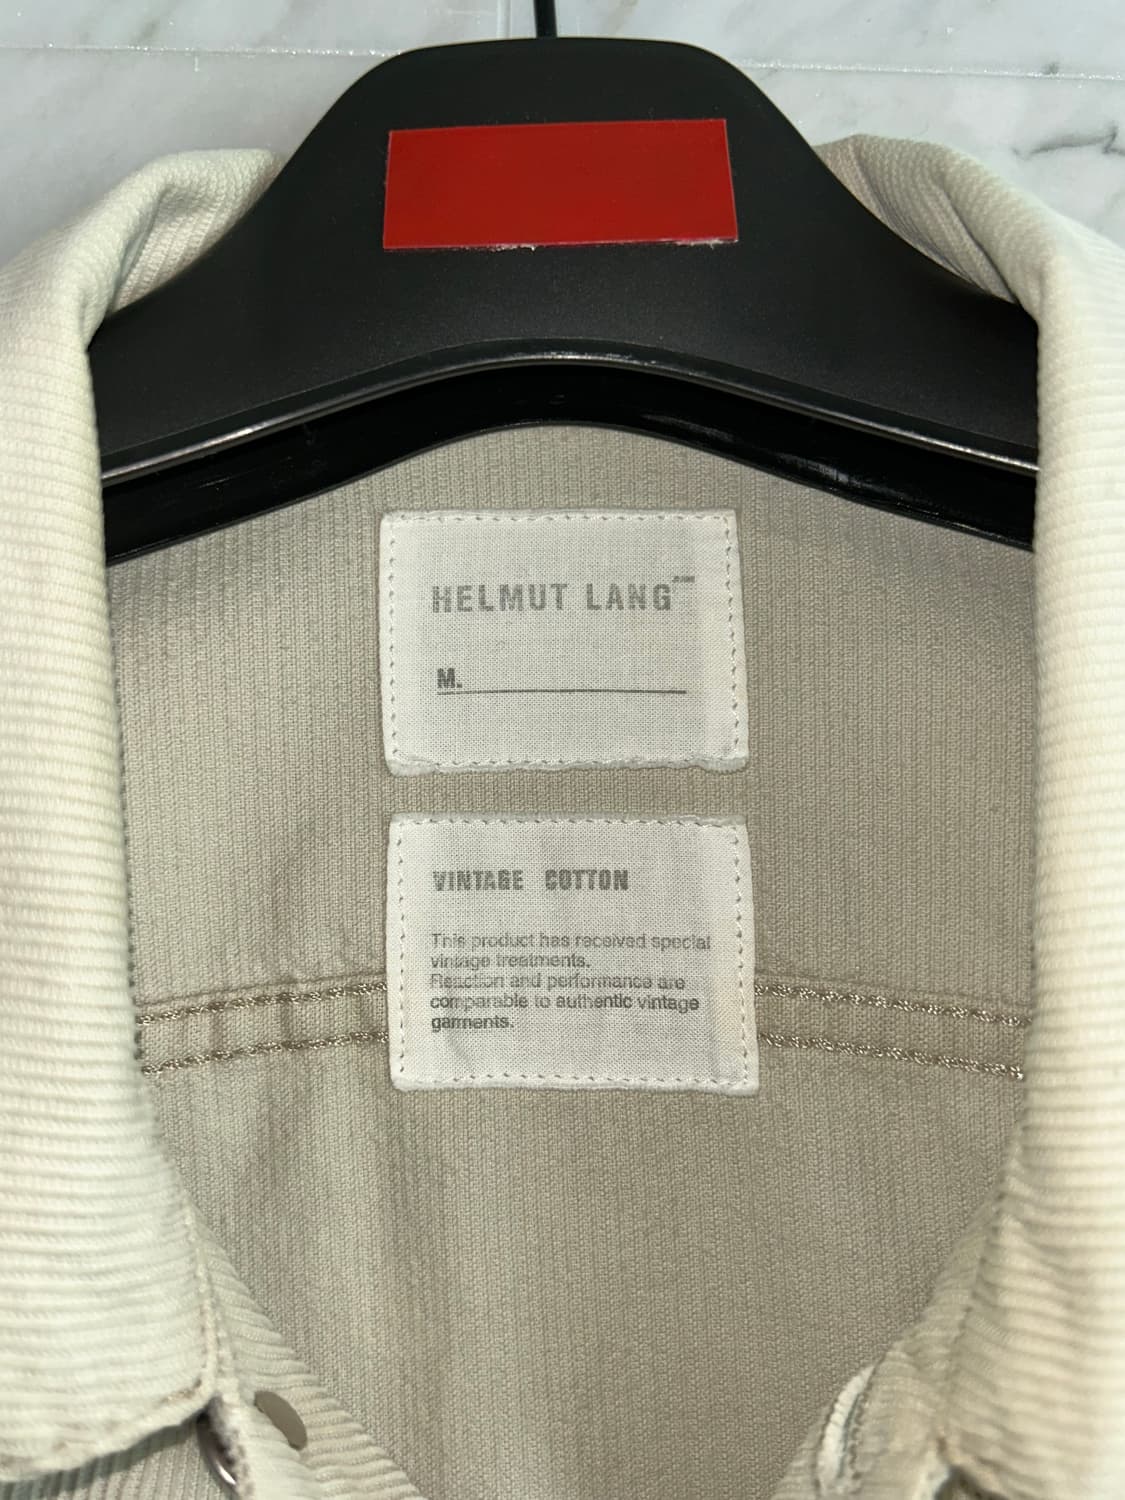 HELMUT LANG
M.
VINTAGE COTTON
This product has received special
vintage treatments.
Reaction and performance are
comparable to authentic vintage
garments.